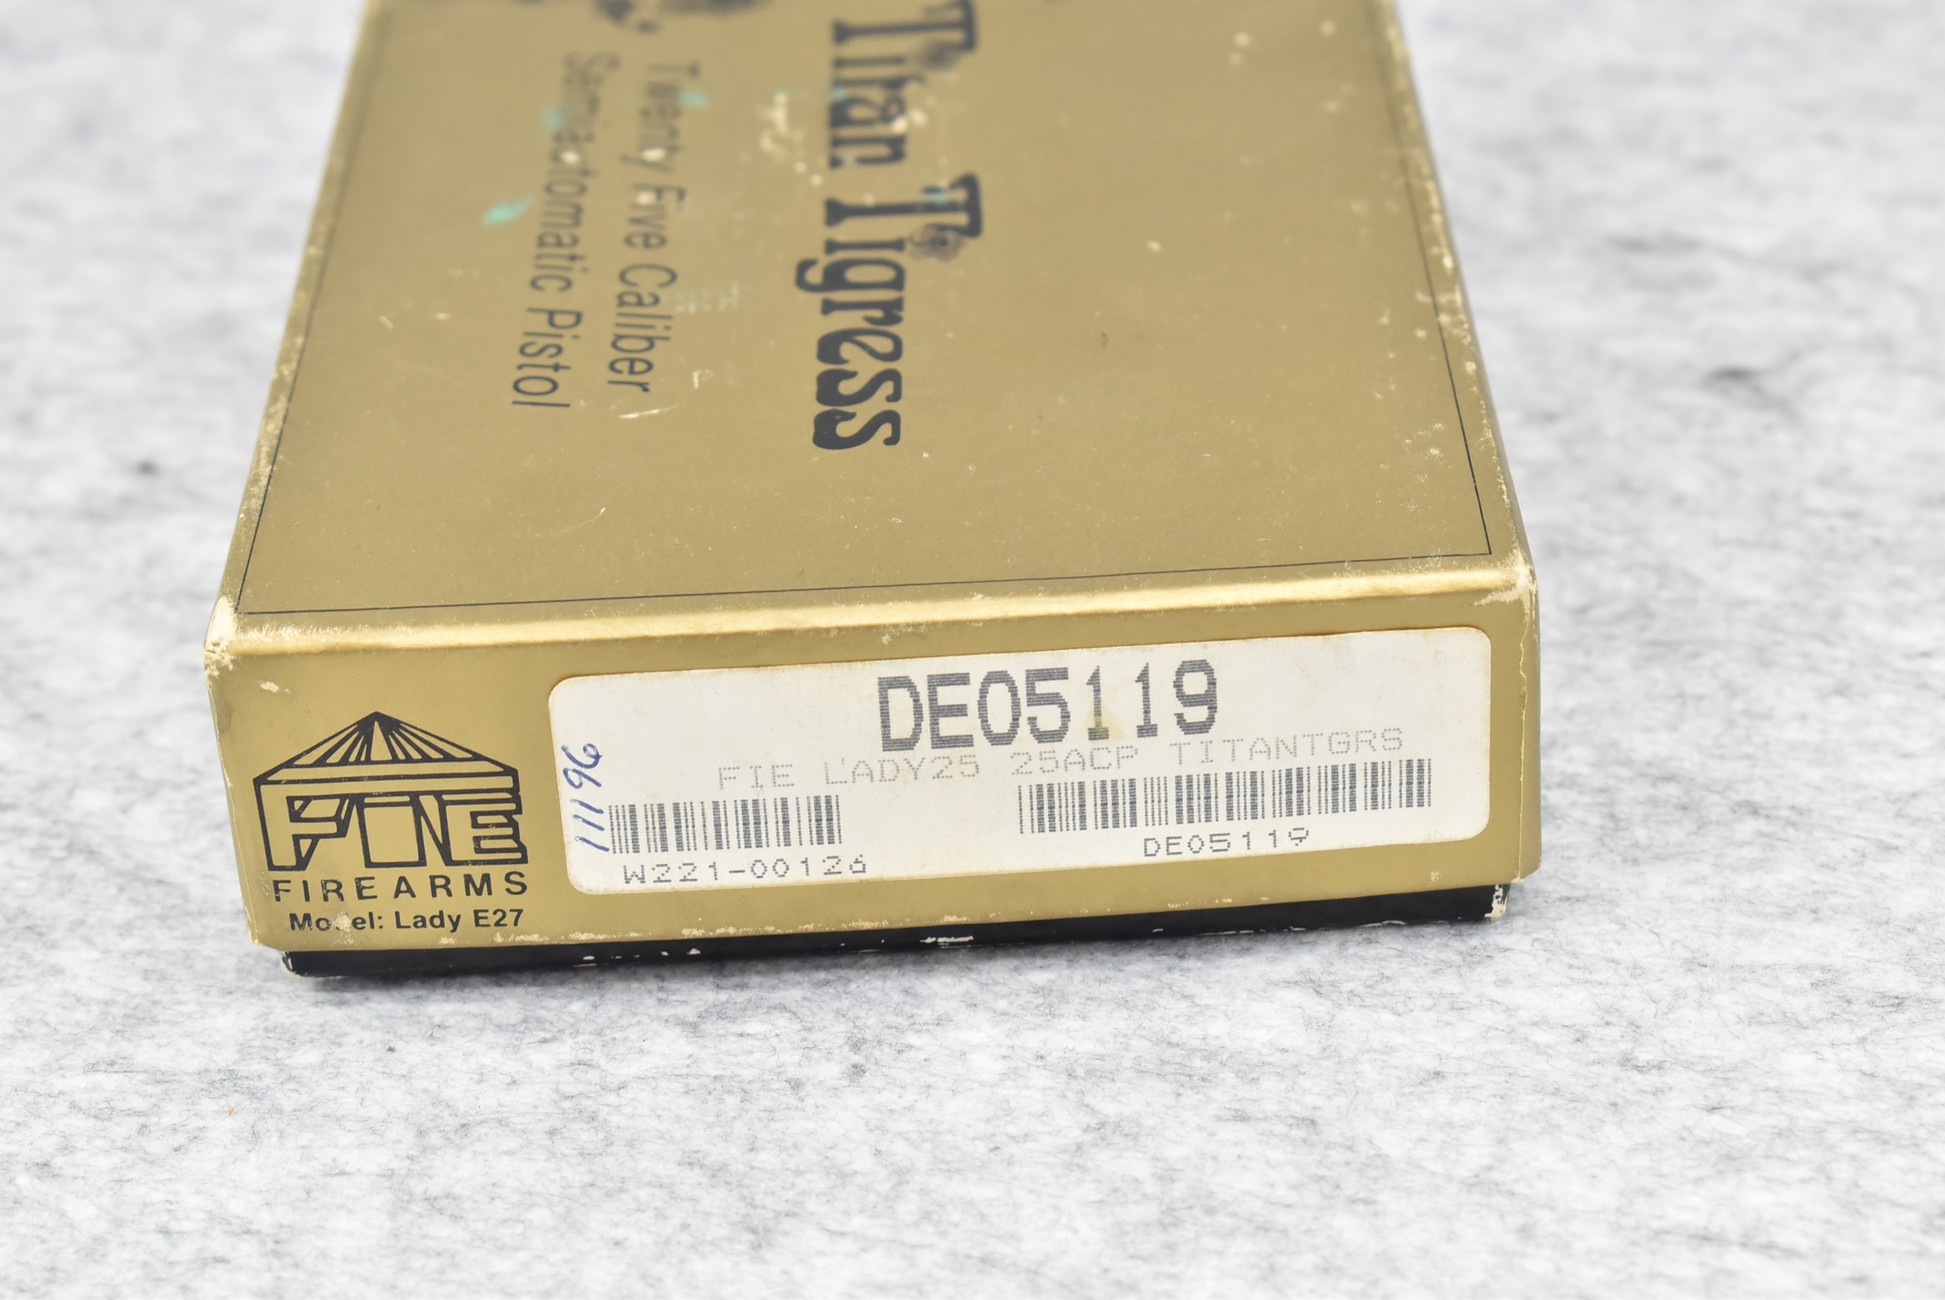 Titan Tigress
Twenty Five Caliber
Semiautomatic Pistol
DE05119
FIE LADY25 25ACP TITANTGRS
W221-00126
DE05119
FIE
FIREARMS
Model: Lady E27